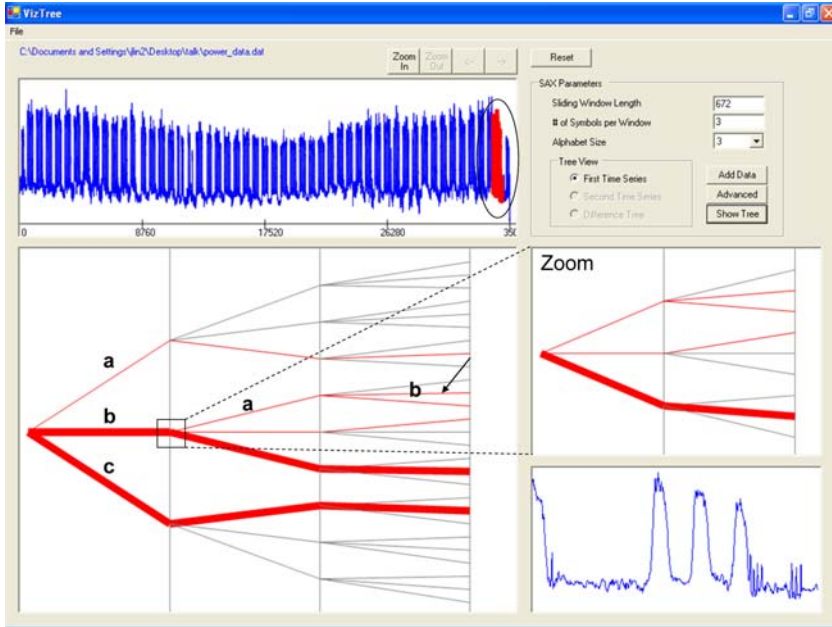 VizTree
File
C:\Documents and Settings\jlin2\Desktop\talk\power_data.dat
Zoom In
Zoom Out
<-
->
Reset
SAX Parameters
Sliding Window Length 672
# of Symbols per Window 3
Alphabet Size 3
Tree View
First Time Series
Second Time Series
Difference Tree
Add Data
Advanced
Show Tree
0 8760 17520 26280 350
Zoom
a
b
c
a
b